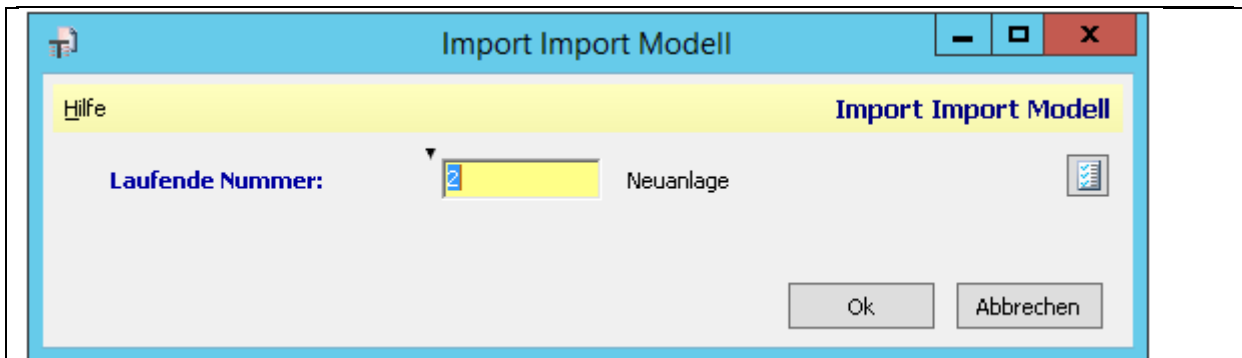 Import Import Modell
Hilfe Import Import Modell
Laufende Nummer: 2 Neuanlage
Ok Abbrechen